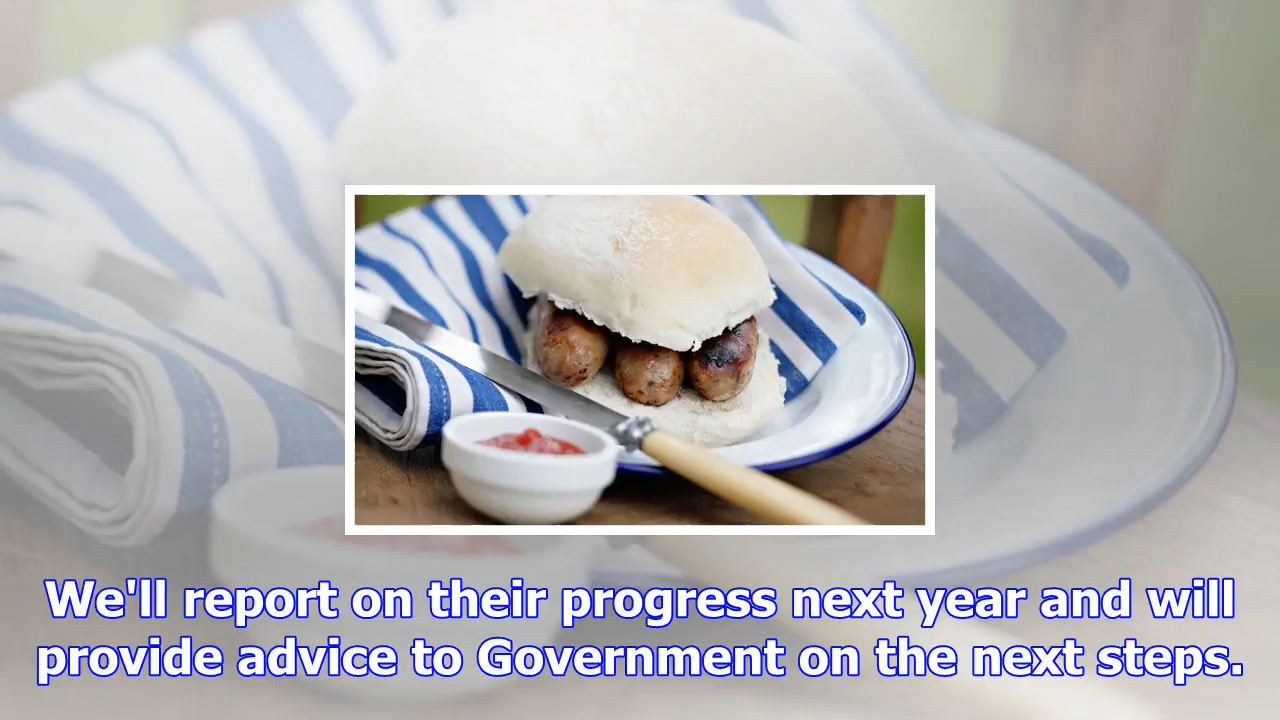 We'll report on their progress next year and will
provide advice to Government on the next steps.